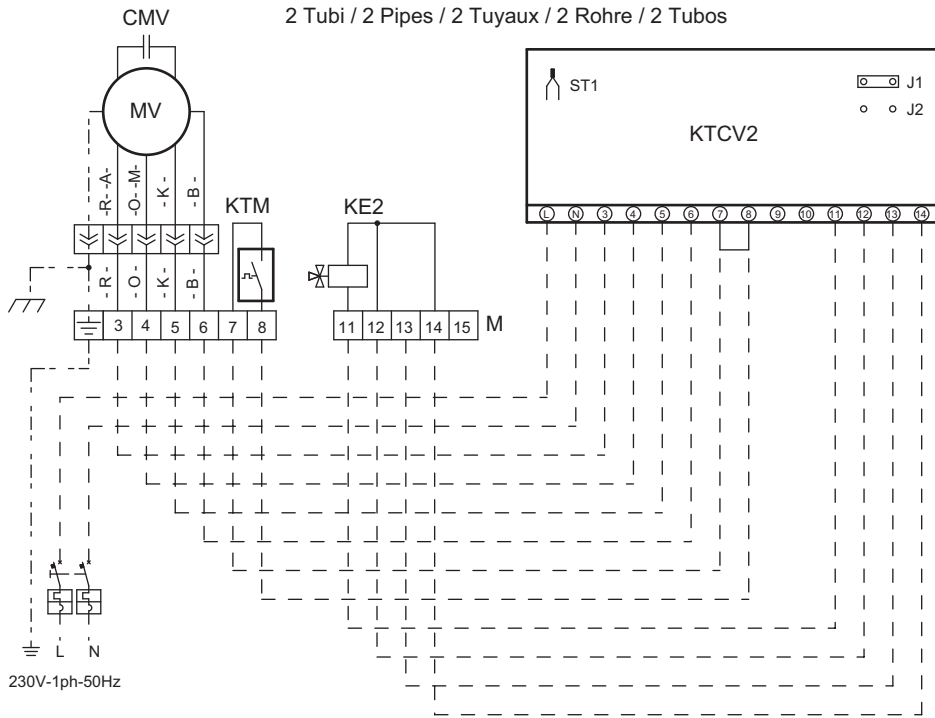 2 Tubi / 2 Pipes / 2 Tuyaux / 2 Rohre / 2 Tubos
CMV
MV
ST1
J1
J2
KTCV2
-R--A-
-O--M-
-K-
-B-
KTM
KE2
L N 3 4 5 6 7 8 9 10 11 12 13 14
-R-
-O-
-K-
-B-
3 4 5 6 7 8
11 12 13 14 15 M
L N
230V-1ph-50Hz